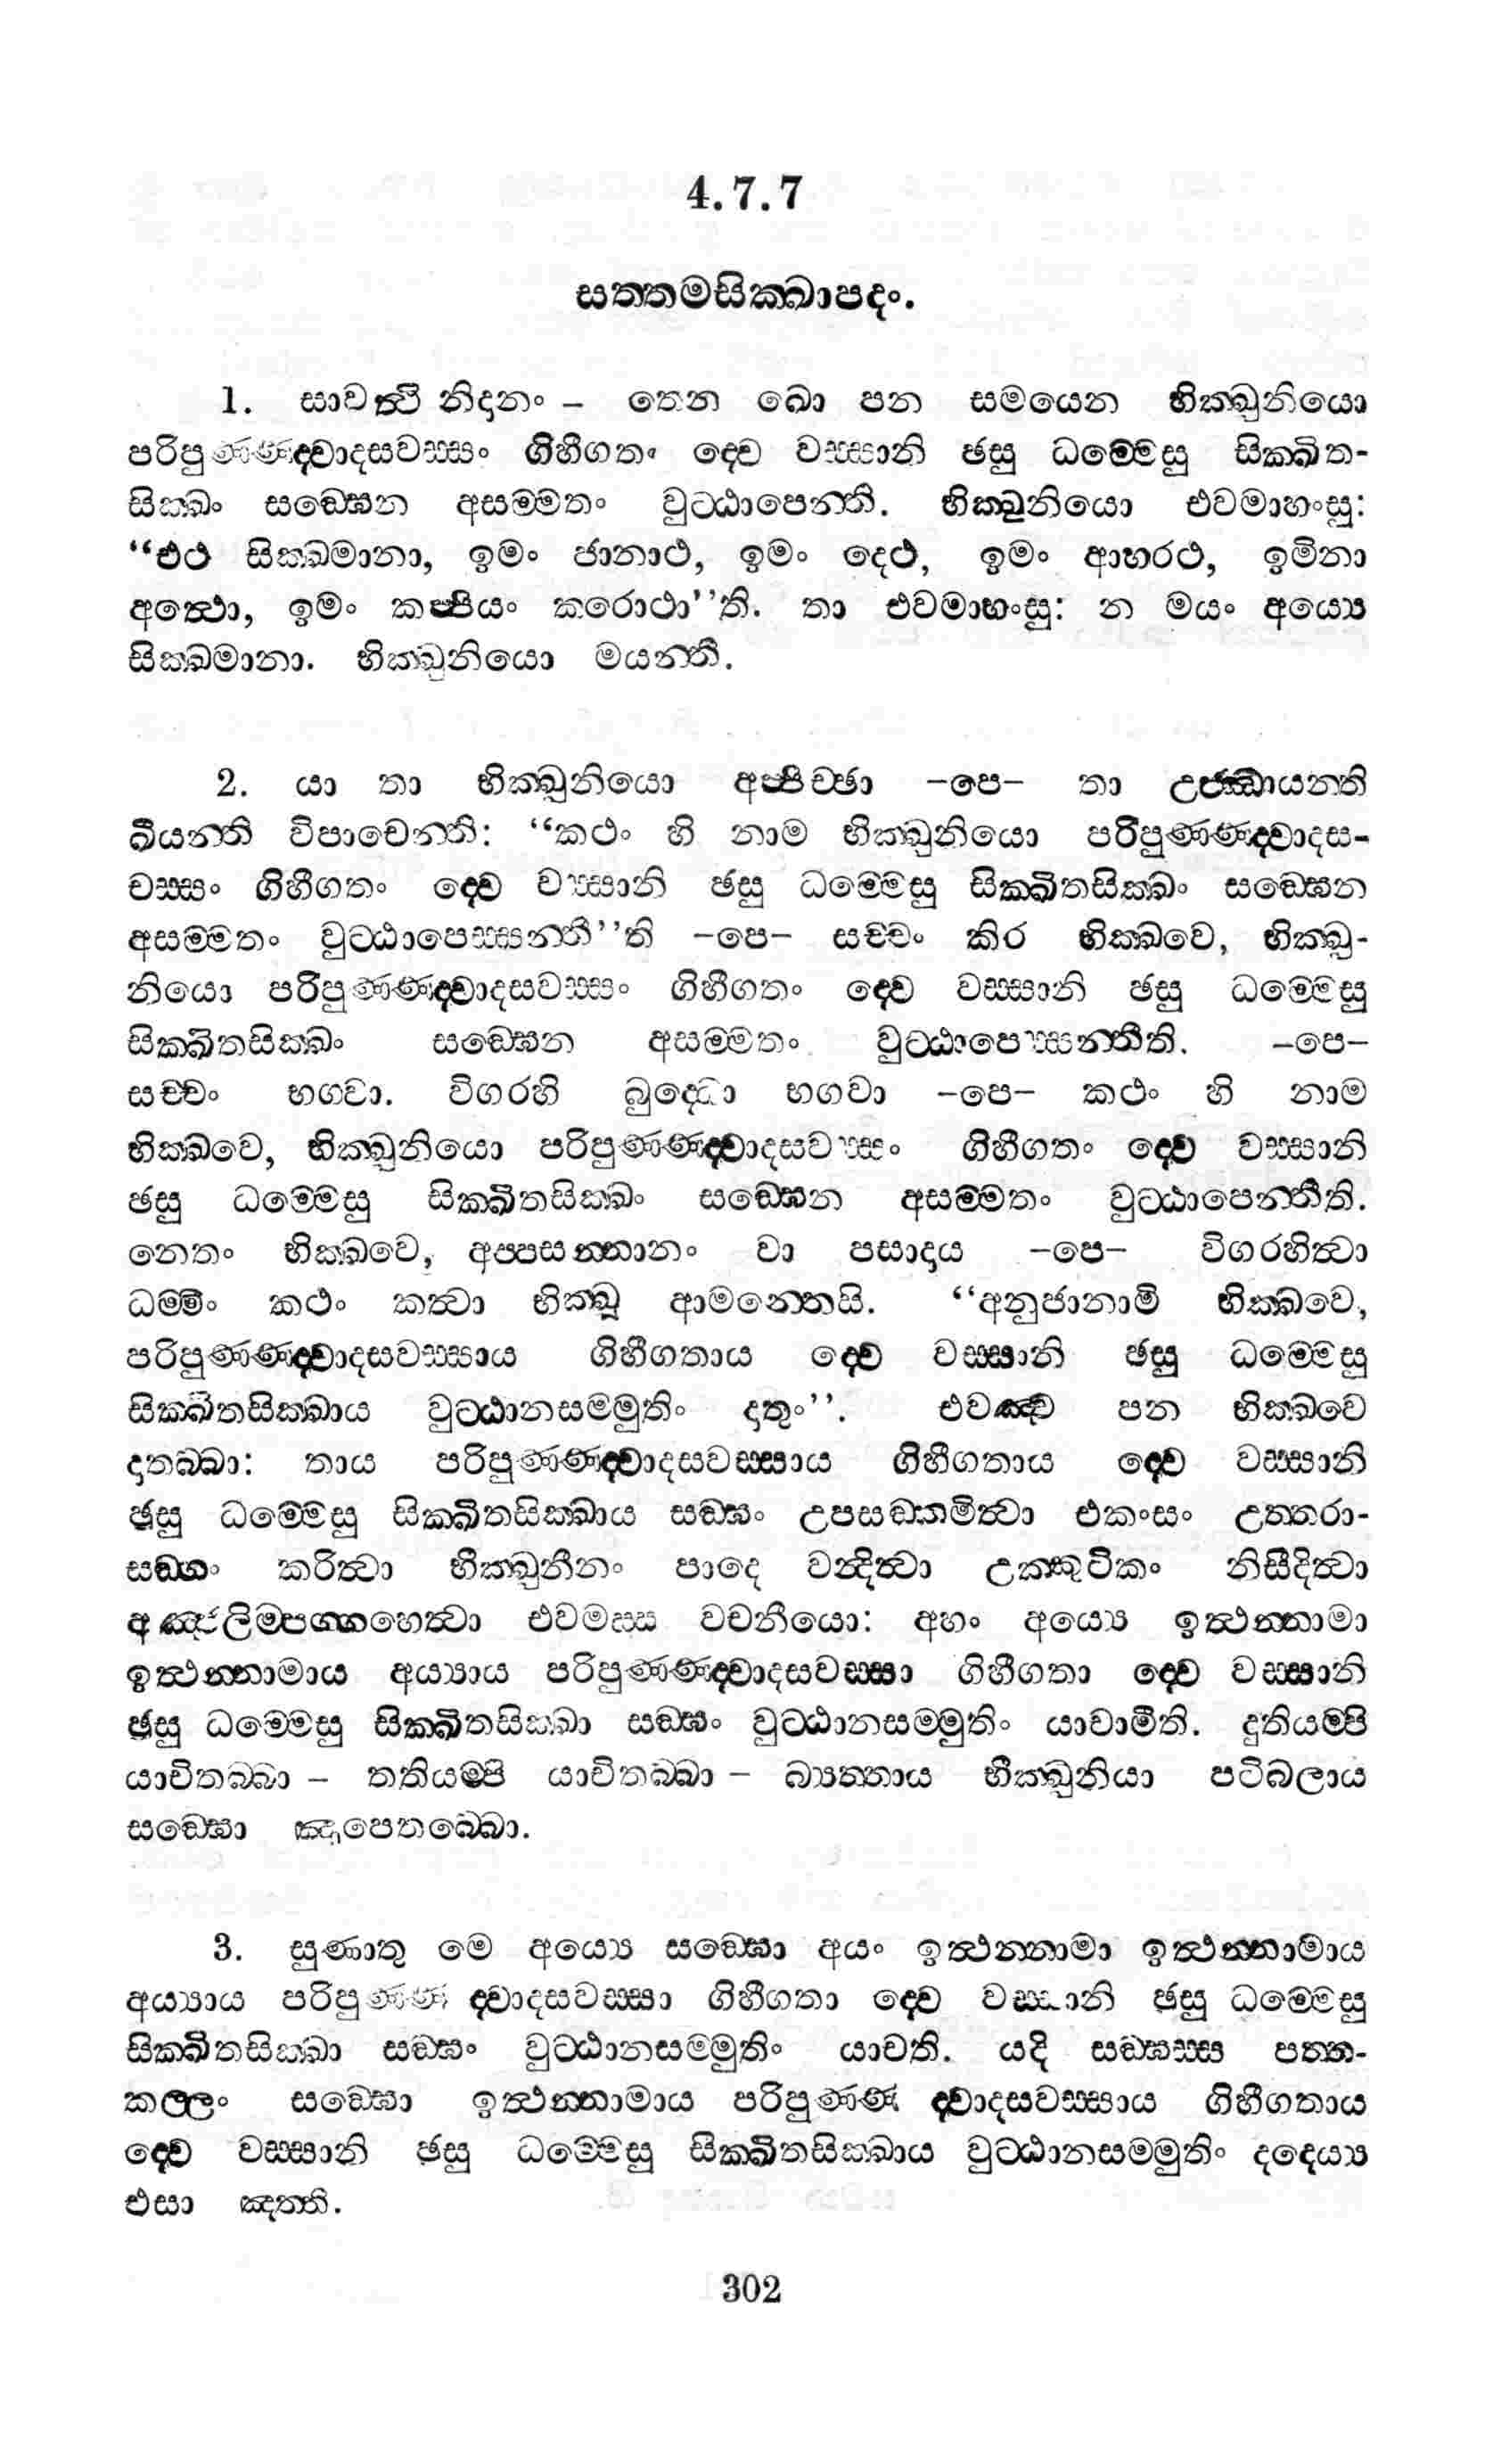 4.7.7
සත්තමසික්ඛාපදං.
1. සාවත්ථි නිදානං – තෙන ඛො පන සමයෙන භික්ඛුනියො
පරිපුණ්ණද්වාදසවස්සං ගිහීගතං ද්වෙ වස්සානි ඡසු ධම්මෙසු සික්ඛිත-
සික්ඛං සඞ්ඝෙන අසම්මතං වුට්ඨාපෙන්ති. භික්ඛුනියො එවමාහංසු:
“එථ සික්ඛමානා, ඉමං ජානාථ, ඉමං දෙථ, ඉමං ආහරථ, ඉමිනා
අත්ථො, ඉමං කප්පියං කරොථා’’ති. තා එවමාහංසු: න මයං අය්‍යෙ
සික්ඛමානා. භික්ඛුනියො මයන්ති.
2. යා තා භික්ඛුනියො අප්පිච්ඡා –පෙ– තා උජ්ඣායන්ති
ඛීයන්ති විපාචෙන්ති: “කථං හි නාම භික්ඛුනියො පරිපුණ්ණද්වාදස-
වස්සං ගිහීගතං ද්වෙ වස්සානි ඡසු ධම්මෙසු සික්ඛිතසික්ඛං සඞ්ඝෙන
අසම්මතං වුට්ඨාපෙස්සන්තී’’ති –පෙ– සච්චං කිර භික්ඛවෙ, භික්ඛු-
නියො පරිපුණ්ණද්වාදසවස්සං ගිහීගතං ද්වෙ වස්සානි ඡසු ධම්මෙසු
සික්ඛිතසික්ඛං සඞ්ඝෙන අසම්මතං වුට්ඨාපෙස්සන්තීති. –පෙ–
සච්චං භගවා. විගරහි බුද්ධො භගවා –පෙ– කථං හි නාම
භික්ඛවෙ, භික්ඛුනියො පරිපුණ්ණද්වාදසවස්සං ගිහීගතං ද්වෙ වස්සානි
ඡසු ධම්මෙසු සික්ඛිතසික්ඛං සඞ්ඝෙන අසම්මතං වුට්ඨාපෙන්තීති.
නෙතං භික්ඛවෙ, අප්පසන්නානං වා පසාදාය –පෙ– විගරහිත්වා
ධම්මිං කථං කත්වා භික්ඛූ ආමන්තෙසි. “අනුජානාමි භික්ඛවෙ,
පරිපුණ්ණද්වාදසවස්සාය ගිහීගතාය ද්වෙ වස්සානි ඡසු ධම්මෙසු
සික්ඛිතසික්ඛාය වුට්ඨානසම්මුතිං දාතුං’’. එවඤ්ච පන භික්ඛවෙ
දාතබ්බා: තාය පරිපුණ්ණද්වාදසවස්සාය ගිහීගතාය ද්වෙ වස්සානි
ඡසු ධම්මෙසු සික්ඛිතසික්ඛාය සඞ්ඝං උපසඞ්කමිත්වා එකංසං උත්තරා-
සඞ්ගං කරිත්වා භික්ඛුනීනං පාදෙ වන්දිත්වා උක්කුටිකං නිසීදිත්වා
අඤ්ජලිම්පග්ගහෙත්වා එවමස්ස වචනීයො: අහං අය්‍යෙ ඉත්ථන්නාමා
ඉත්ථන්නාමාය අය්‍යාය පරිපුණ්ණද්වාදසවස්සා ගිහීගතා ද්වෙ වස්සානි
ඡසු ධම්මෙසු සික්ඛිතසික්ඛා සඞ්ඝං වුට්ඨානසම්මුතිං යාචාමීති. දුතියම්පි
යාචිතබ්බා – තතියම්පි යාචිතබ්බා – බ්‍යත්තාය භික්ඛුනියා පටිබලාය
සඞ්ඝො ඤාපෙතබ්බො.
3. සුණාතු මෙ අය්‍යෙ සඞ්ඝො අයං ඉත්ථන්නාමා ඉත්ථන්නාමාය
අය්‍යාය පරිපුණ්ණ ද්වාදසවස්සා ගිහීගතා ද්වෙ වස්සානි ඡසු ධම්මෙසු
සික්ඛිතසික්ඛා සඞ්ඝං වුට්ඨානසම්මුතිං යාචති. යදි සඞ්ඝස්ස පත්ත-
කල්ලං සඞ්ඝො ඉත්ථන්නාමාය පරිපුණ්ණ ද්වාදසවස්සාය ගිහීගතාය
ද්වෙ වස්සානි ඡසු ධම්මෙසු සික්ඛිතසික්ඛාය වුට්ඨානසම්මුතිං දදෙය්‍ය
එසා ඤත්ති.
302